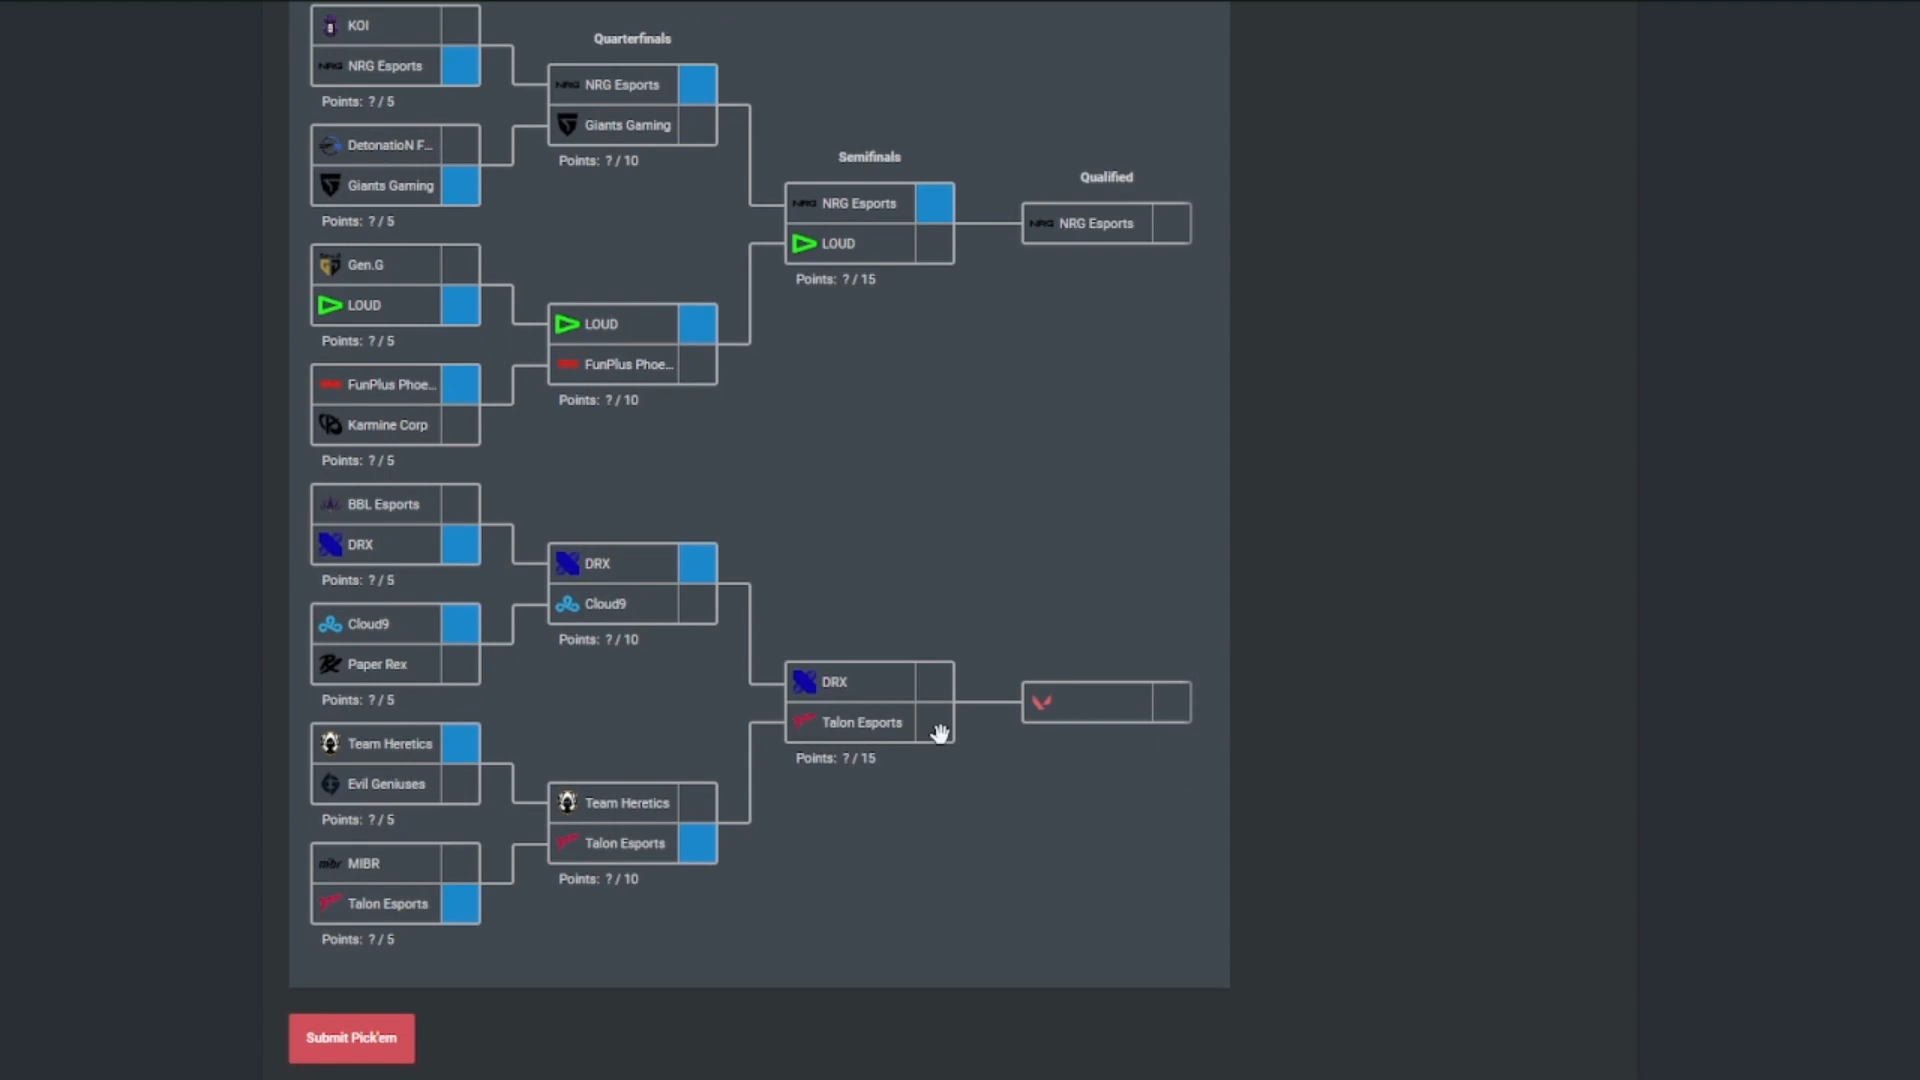 KOI
NRG Esports
Points: ? / 5
DetonatioN F...
Giants Gaming
Points: ? / 5
Gen.G
LOUD
Points: ? / 5
FunPlus Phoe...
Karmine Corp
Points: ? / 5
BBL Esports
DRX
Points: ? / 5
Cloud9
Paper Rex
Points: ? / 5
Team Heretics
Evil Geniuses
Points: ? / 5
MIBR
Talon Esports
Points: ? / 5
Quarterfinals
NRG Esports
Giants Gaming
Points: ? / 10
LOUD
FunPlus Phoe...
Points: ? / 10
DRX
Cloud9
Points: ? / 10
Team Heretics
Talon Esports
Points: ? / 10
Semifinals
NRG Esports
LOUD
Points: ? / 15
DRX
Talon Esports
Points: ? / 15
Qualified
NRG Esports
Submit Pick'em